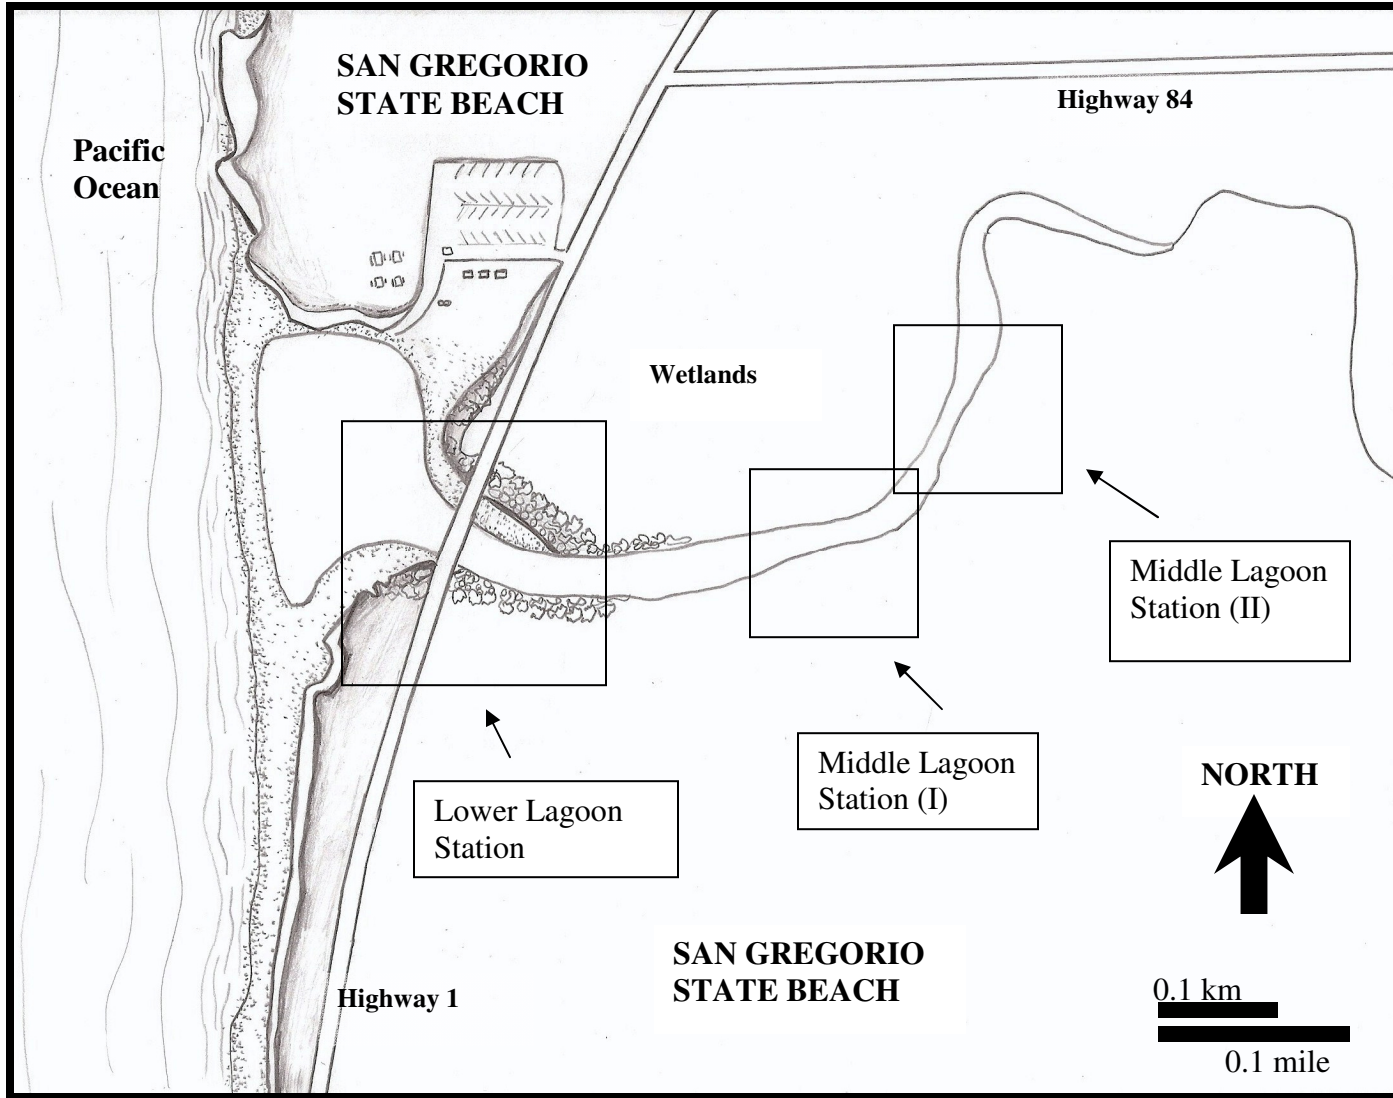 SAN GREGORIO
STATE BEACH
Highway 84
Pacific
Ocean
Wetlands
Middle Lagoon
Station (II)
Middle Lagoon
Station (I)
Lower Lagoon
Station
NORTH
SAN GREGORIO
STATE BEACH
Highway 1
0.1 km
0.1 mile